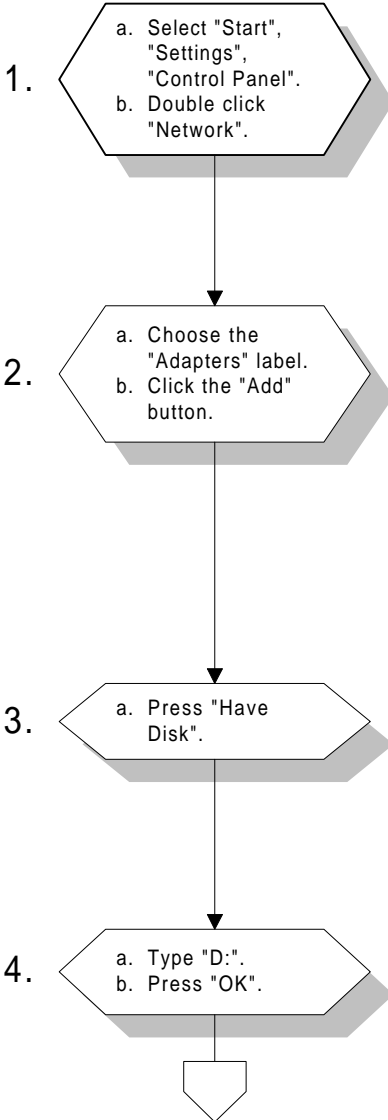 1.
a. Select "Start",
"Settings",
"Control Panel".
b. Double click
"Network".
2.
a. Choose the
"Adapters" label.
b. Click the "Add"
button.
3.
a. Press "Have
Disk".
4.
a. Type "D:".
b. Press "OK".